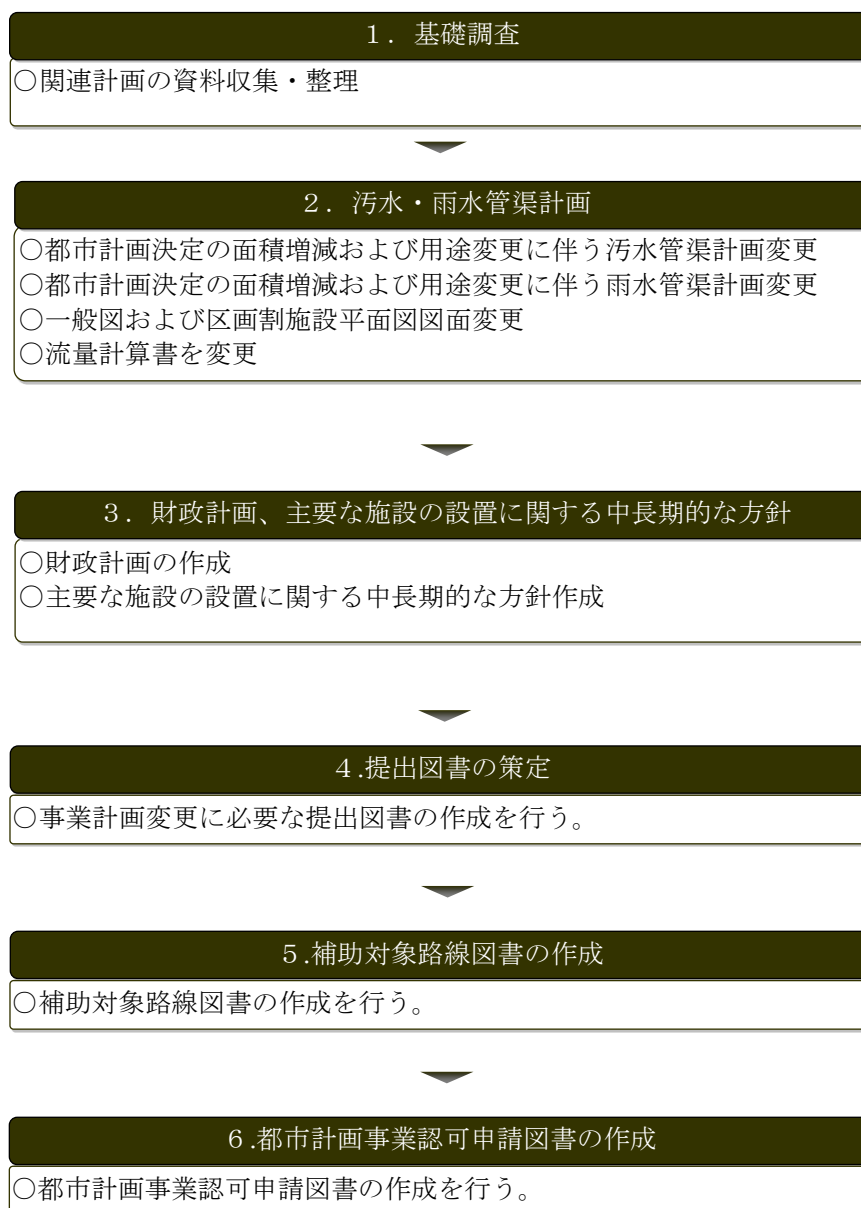 １．基礎調査
○関連計画の資料収集・整理
２．汚水・雨水管渠計画
○都市計画決定の面積増減および用途変更に伴う汚水管渠計画変更
○都市計画決定の面積増減および用途変更に伴う雨水管渠計画変更
○一般図および区画割施設平面図図面変更
○流量計算書を変更
３．財政計画、主要な施設の設置に関する中長期的な方針
○財政計画の作成
○主要な施設の設置に関する中長期的な方針作成
４.提出図書の策定
○事業計画変更に必要な提出図書の作成を行う。
５.補助対象路線図書の作成
○補助対象路線図書の作成を行う。
６.都市計画事業認可申請図書の作成
○都市計画事業認可申請図書の作成を行う。